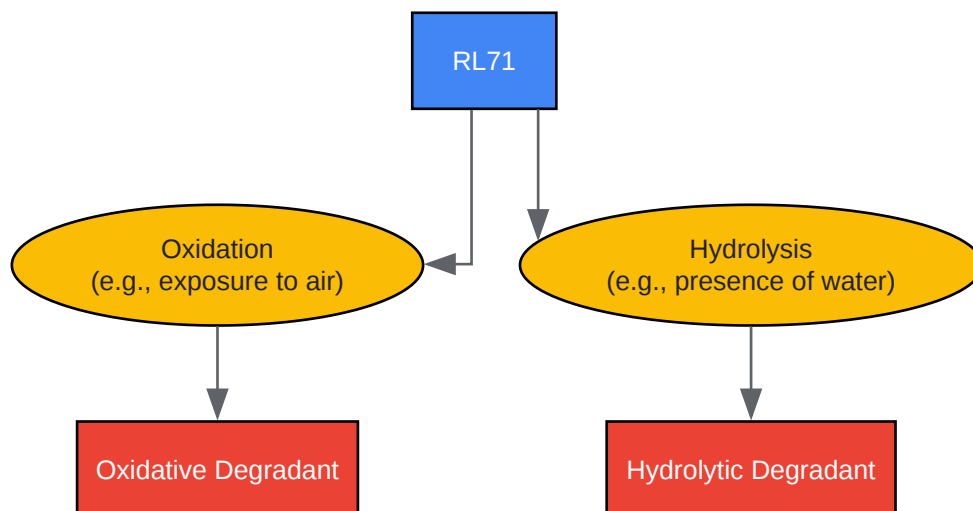 RL71
Oxidation
(e.g., exposure to air)
Hydrolysis
(e.g., presence of water)
Oxidative Degradant
Hydrolytic Degradant